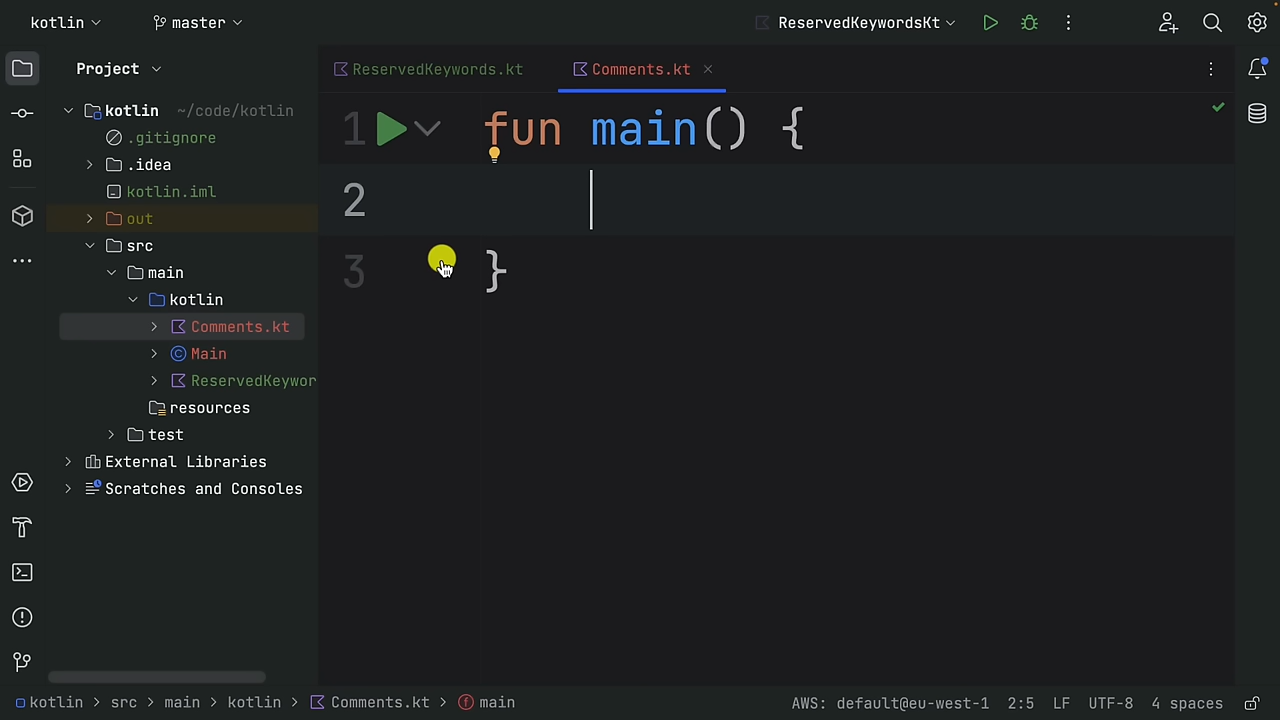 kotlin master ReservedKeywordsKt
Project
ReservedKeywords.kt Comments.kt
kotlin ~/code/kotlin
.gitignore
.idea
kotlin.iml
out
src
main
kotlin
Comments.kt
Main
ReservedKeywor
resources
test
External Libraries
Scratches and Consoles
1 fun main() {
2
3 }
kotlin > src > main > kotlin > Comments.kt > main AWS: default@eu-west-1 2:5 LF UTF-8 4 spaces